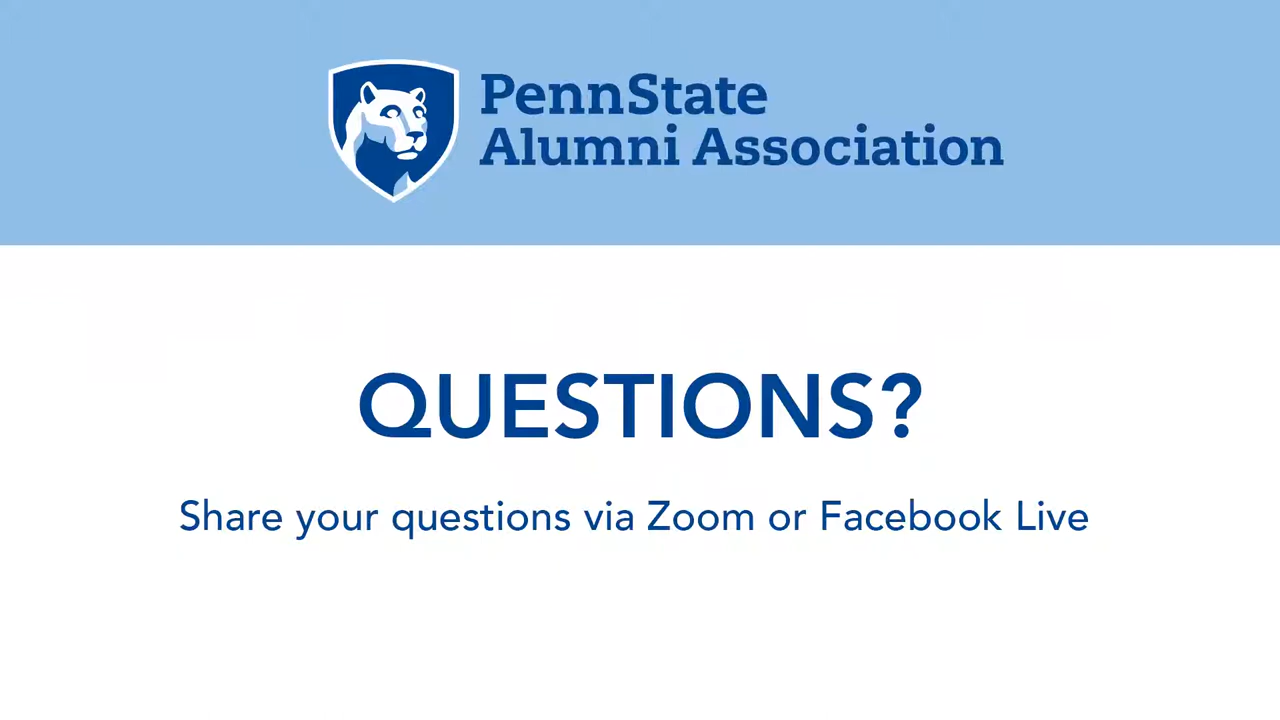 PennState
Alumni Association
QUESTIONS?
Share your questions via Zoom or Facebook Live